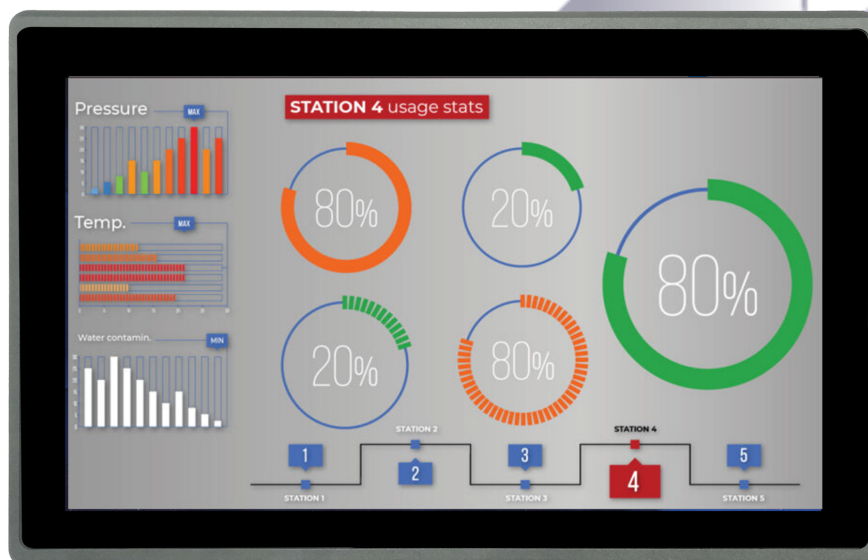 Pressure
MAX
STATION 4 usage stats
80%
20%
Temp.
MAX
80%
20%
80%
Water contamin.
MIN
STATION 2
STATION 4
1
2
3
4
5
STATION 1
STATION 3
STATION 5